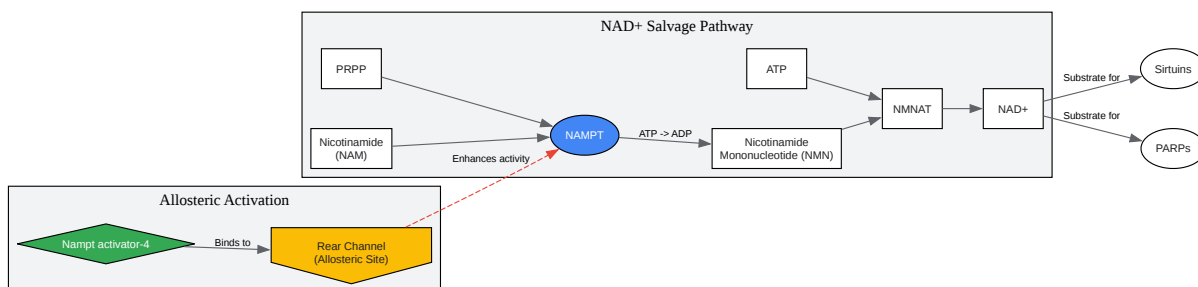 NAD+ Salvage Pathway
PRPP
ATP
Sirtuins
Substrate for
NMNAT
NAD+
Nicotinamide
(NAM)
NAMPT
ATP -> ADP
Nicotinamide
Mononucleotide (NMN)
Substrate for
PARPs
Enhances activity
Allosteric Activation
Nampt activator-4
Binds to
Rear Channel
(Allosteric Site)